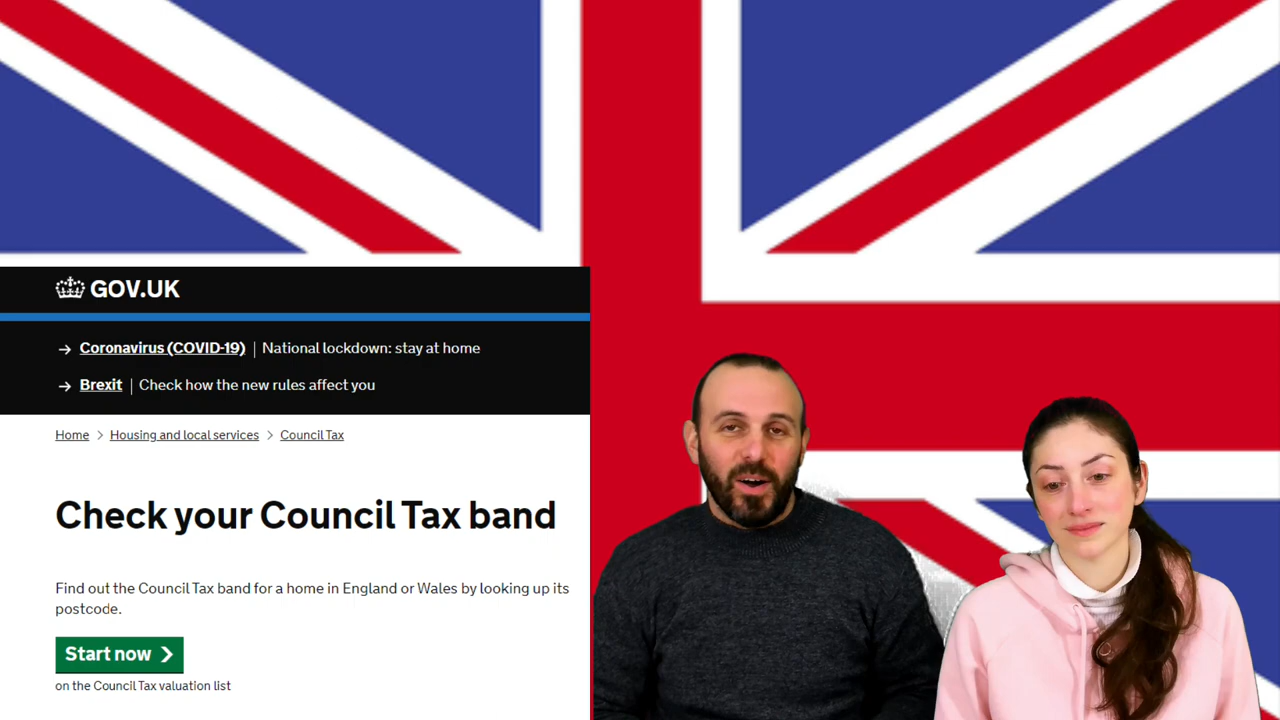 GOV.UK
→ Coronavirus (COVID-19) | National lockdown: stay at home
→ Brexit | Check how the new rules affect you
Home > Housing and local services > Council Tax
Check your Council Tax band
Find out the Council Tax band for a home in England or Wales by looking up its
postcode.
Start now >
on the Council Tax valuation list